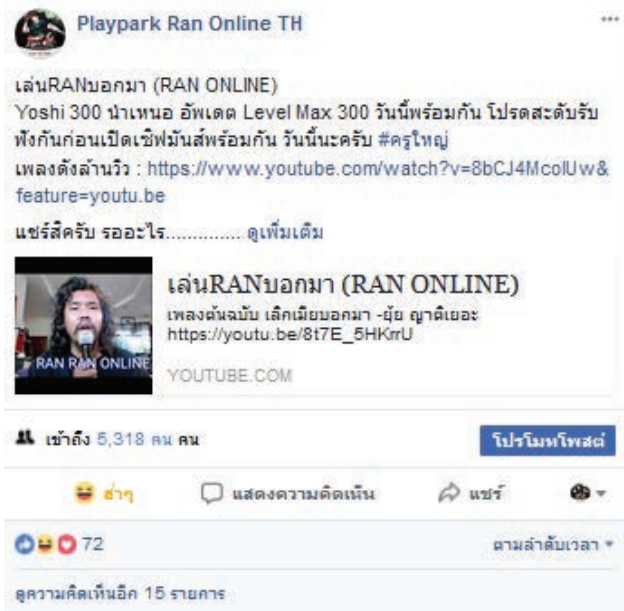 Playpark Ran Online TH
เล่นRANบอกมา (RAN ONLINE)
Yoshi 300 นำเหนอ อัพเดต Level Max 300 วันนี้พร้อมกัน โปรดสะดับรับ
ฟังกันก่อนเปิดเซิฟมันส์พร้อมกัน วันนี้นะครับ #ครูใหญ่
เพลงดังล้านวิว : https://www.youtube.com/watch?v=8bCJ4McolUw&
feature=youtu.be
แชร์สิครับ รออะไร.............. ดูเพิ่มเติม
เล่นRANบอกมา (RAN ONLINE)
เพลงต้นฉบับ เลิกเมียบอกมา -ยุ้ย ญาติเยอะ
https://youtu.be/8t7E_5HKrrU
RAN RAN ONLINE
YOUTUBE.COM
เข้าถึง 5,318 คน คน
โปรโมทโพสต์
ฮ่าๆ แสดงความคิดเห็น แชร์
72 ตามลำดับเวลา
ดูความคิดเห็นอีก 15 รายการ